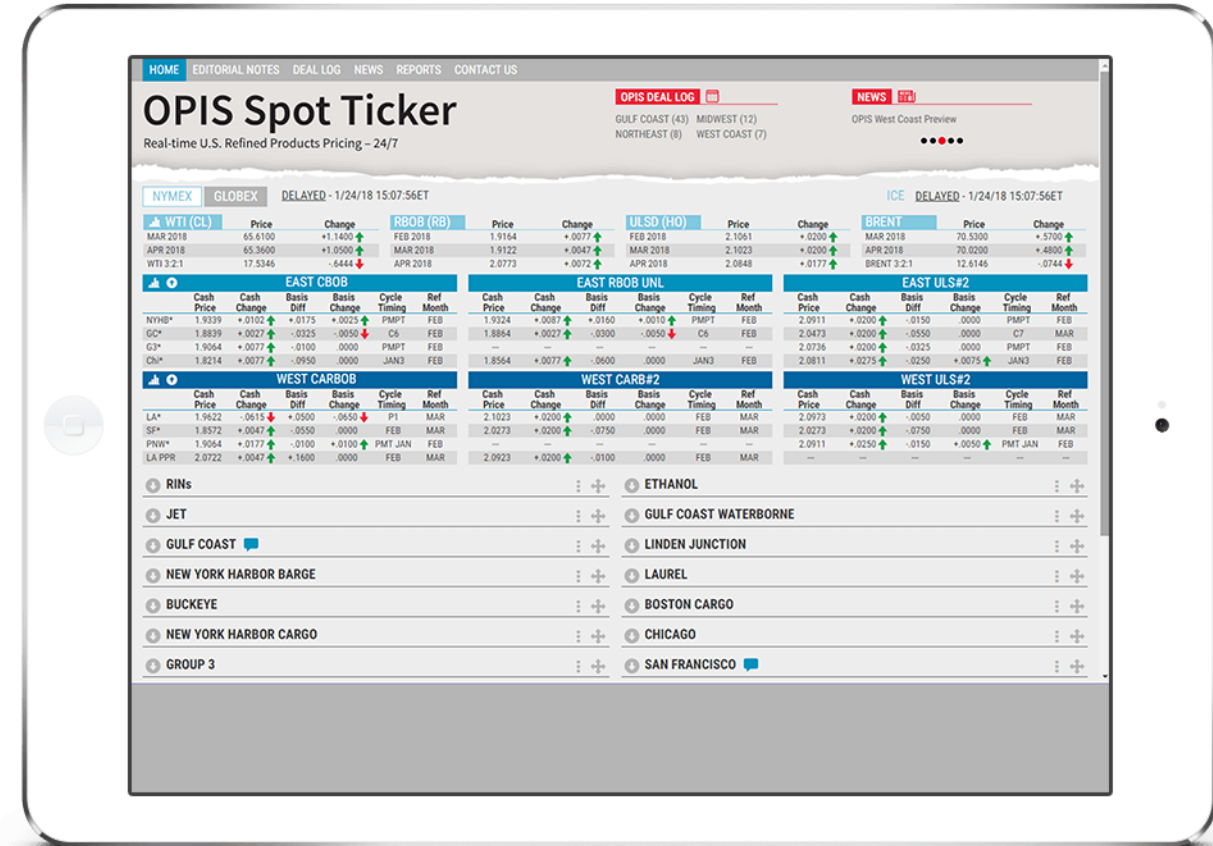 HOME EDITORIAL NOTES DEAL LOG NEWS REPORTS CONTACT US
OPIS Spot Ticker
Real-time U.S. Refined Products Pricing – 24/7
OPIS DEAL LOG
GULF COAST (43) MIDWEST (12)
NORTHEAST (8) WEST COAST (7)
NEWS
OPIS West Coast Preview
NYMEX GLOBEX DELAYED - 1/24/18 15:07:56ET ICE DELAYED - 1/24/18 15:07:56ET
WTI (CL) Price Change RBOB (RB) Price Change ULSD (HO) Price Change BRENT Price Change
MAR 2018 65.6100 +1.1400 FEB 2018 1.9164 +.0077 FEB 2018 2.1061 +.0200 MAR 2018 70.5300 +.5700
APR 2018 65.3600 +1.0500 MAR 2018 1.9122 +.0047 MAR 2018 2.1023 +.0200 APR 2018 70.0200 +.4800
WTI 3:2:1 17.5346 -.6444 APR 2018 2.0773 +.0072 APR 2018 2.0848 +.0177 BRENT 3:2:1 12.6146 -.0744
EAST CBOB EAST RBOB UNL EAST ULS#2
Cash Price Cash Change Basis Diff Basis Change Cycle Timing Ref Month Cash Price Cash Change Basis Diff Basis Change Cycle Timing Ref Month Cash Price Cash Change Basis Diff Basis Change Cycle Timing Ref Month
NYHB* 1.9339 +.0102 +.0175 +.0025 PMPT FEB 1.9324 +.0087 +.0160 +.0010 PMPT FEB 2.0911 +.0200 -.0150 .0000 PMPT FEB
GC* 1.8839 +.0027 -.0325 -.0050 C6 FEB 1.8864 +.0027 -.0300 -.0050 C6 FEB 2.0473 +.0200 -.0550 .0000 C7 MAR
G3* 1.9064 +.0077 -.0100 .0000 PMPT FEB -- -- -- -- -- -- 2.0736 +.0200 -.0325 .0000 PMPT FEB
Chi* 1.8214 +.0077 -.0950 .0000 JAN3 FEB 1.8564 +.0077 -.0600 .0000 JAN3 FEB 2.0811 +.0275 -.0250 +.0075 JAN3 FEB
WEST CARBOB WEST CARB#2 WEST ULS#2
Cash Price Cash Change Basis Diff Basis Change Cycle Timing Ref Month Cash Price Cash Change Basis Diff Basis Change Cycle Timing Ref Month Cash Price Cash Change Basis Diff Basis Change Cycle Timing Ref Month
LA* 1.9622 -.0615 +.0500 -.0650 P1 MAR 2.1023 +.0200 .0000 .0000 FEB MAR 2.0973 +.0200 -.0050 .0000 FEB MAR
SF* 1.8572 +.0047 -.0550 .0000 FEB MAR 2.0273 +.0200 -.0750 .0000 FEB MAR 2.0273 +.0200 -.0750 .0000 FEB MAR
PNW* 1.9064 +.0177 -.0100 +.0100 PMT JAN FEB -- -- -- -- -- -- 2.0911 +.0250 -.0150 +.0050 PMT JAN FEB
LA PPR 2.0722 +.0047 +.1600 .0000 FEB MAR 2.0923 +.0200 -.0100 .0000 FEB MAR -- -- -- -- -- --
RINs ETHANOL
JET GULF COAST WATERBORNE
GULF COAST LINDEN JUNCTION
NEW YORK HARBOR BARGE LAUREL
BUCKEYE BOSTON CARGO
NEW YORK HARBOR CARGO CHICAGO
GROUP 3 SAN FRANCISCO